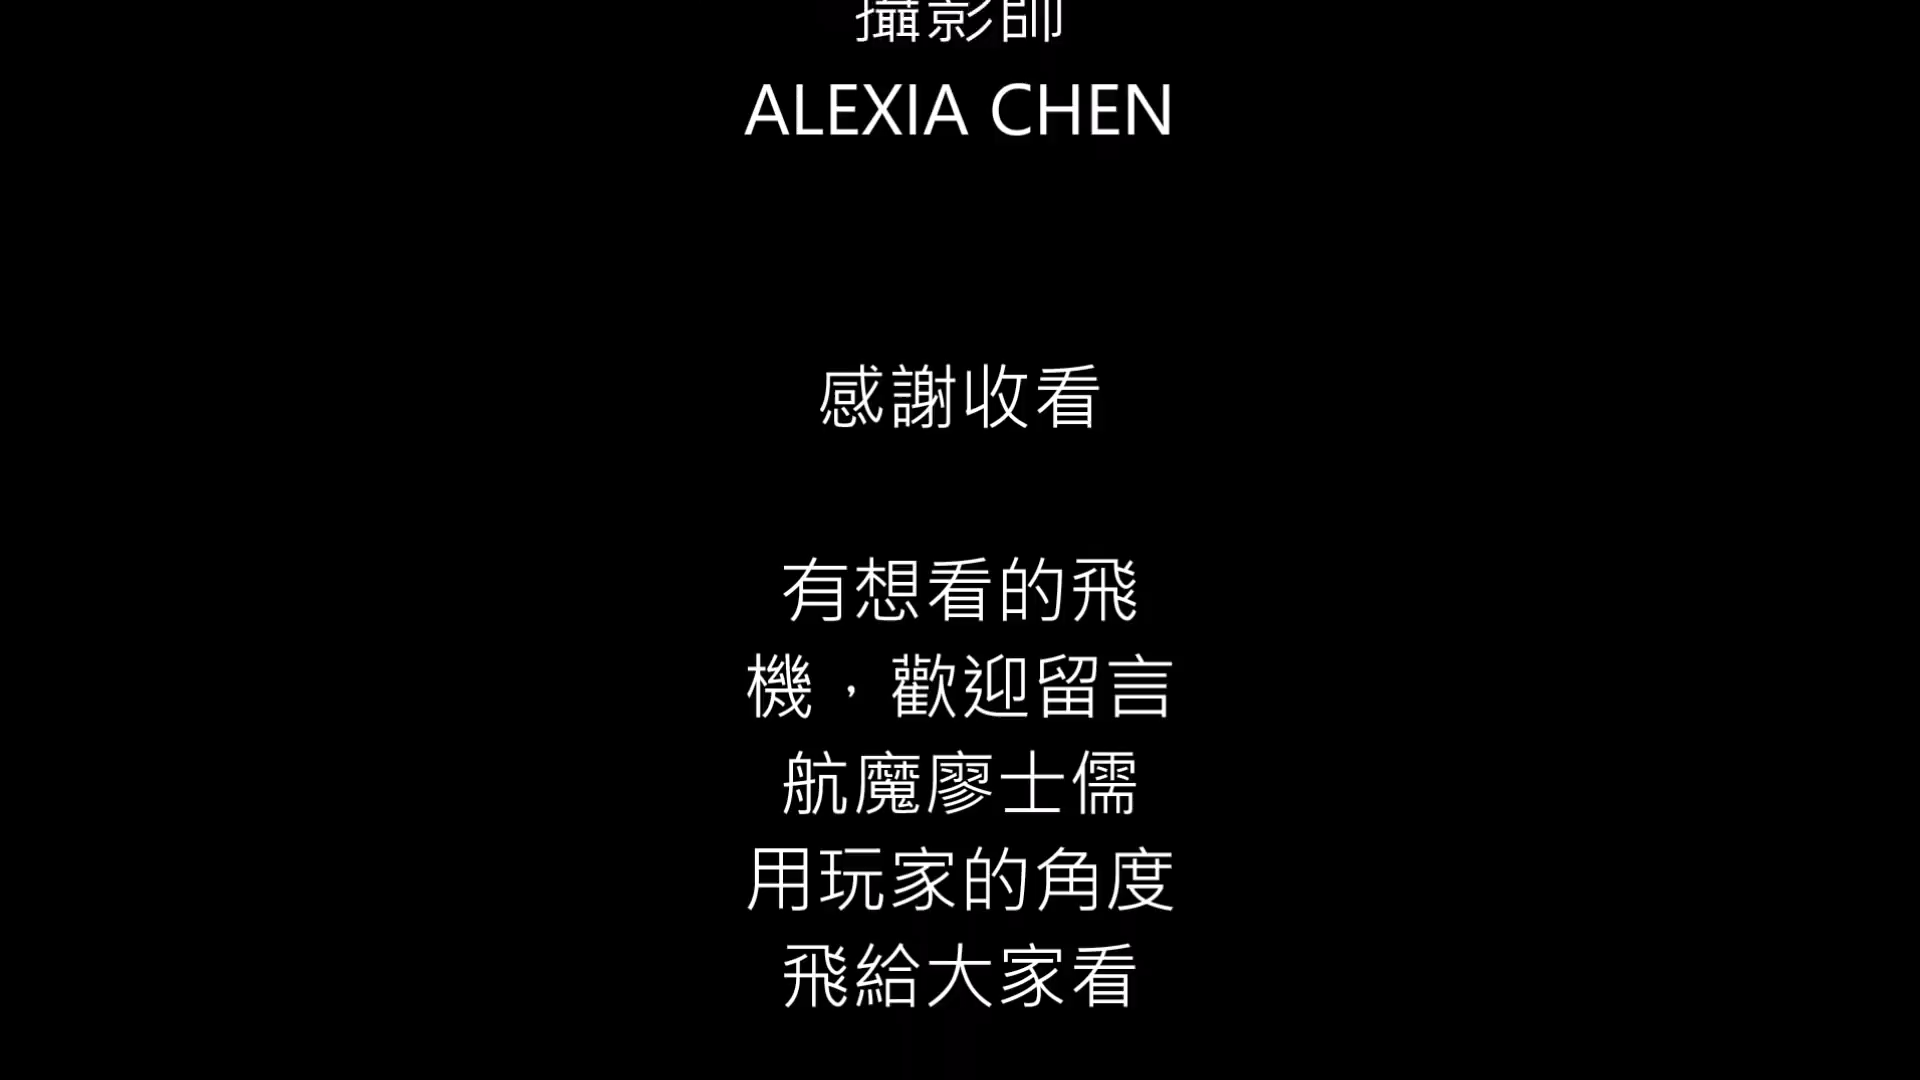 攝影師
ALEXIA CHEN
感謝收看
有想看的飛
機，歡迎留言
航魔廖士儒
用玩家的角度
飛給大家看